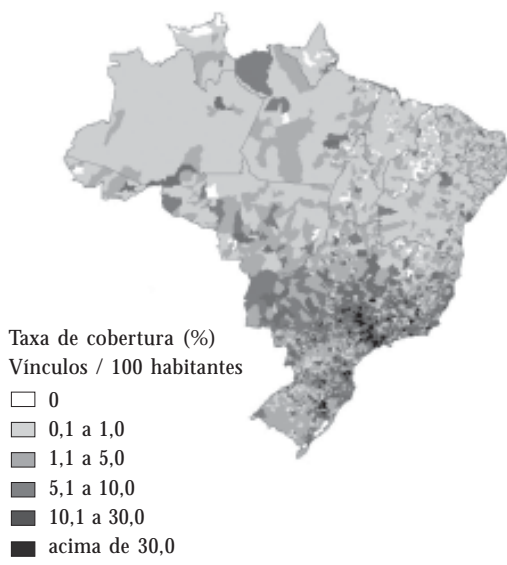 Taxa de cobertura (%)
Vínculos / 100 habitantes
0
0,1 a 1,0
1,1 a 5,0
5,1 a 10,0
10,1 a 30,0
acima de 30,0